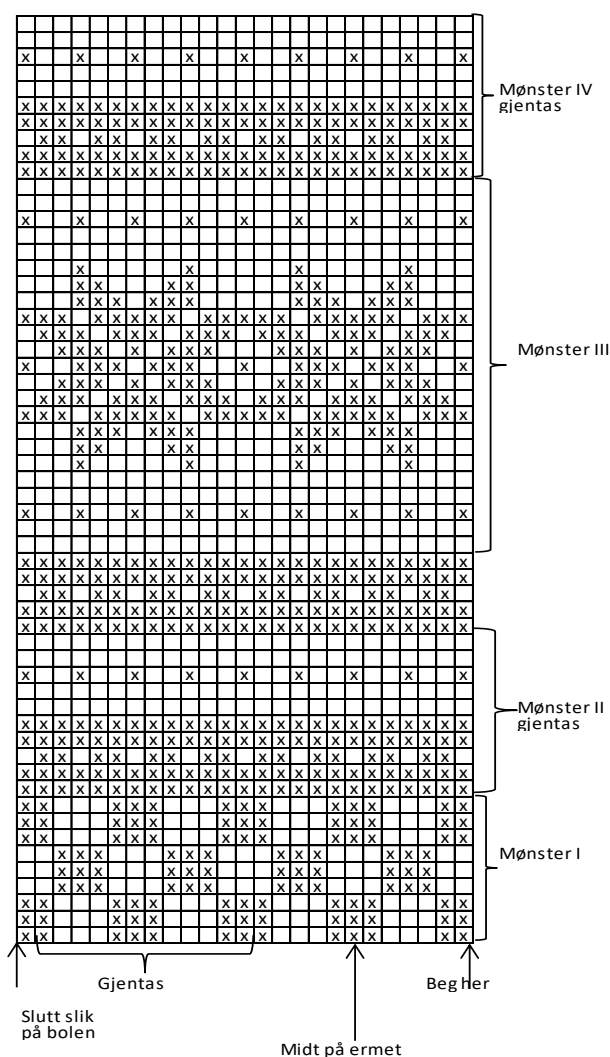 Mønster IV
gjentas
Mønster III
Mønster II
gjentas
Mønster I
Gjentas
Beg her
Slutt slik
på bolen
Midt på ermet